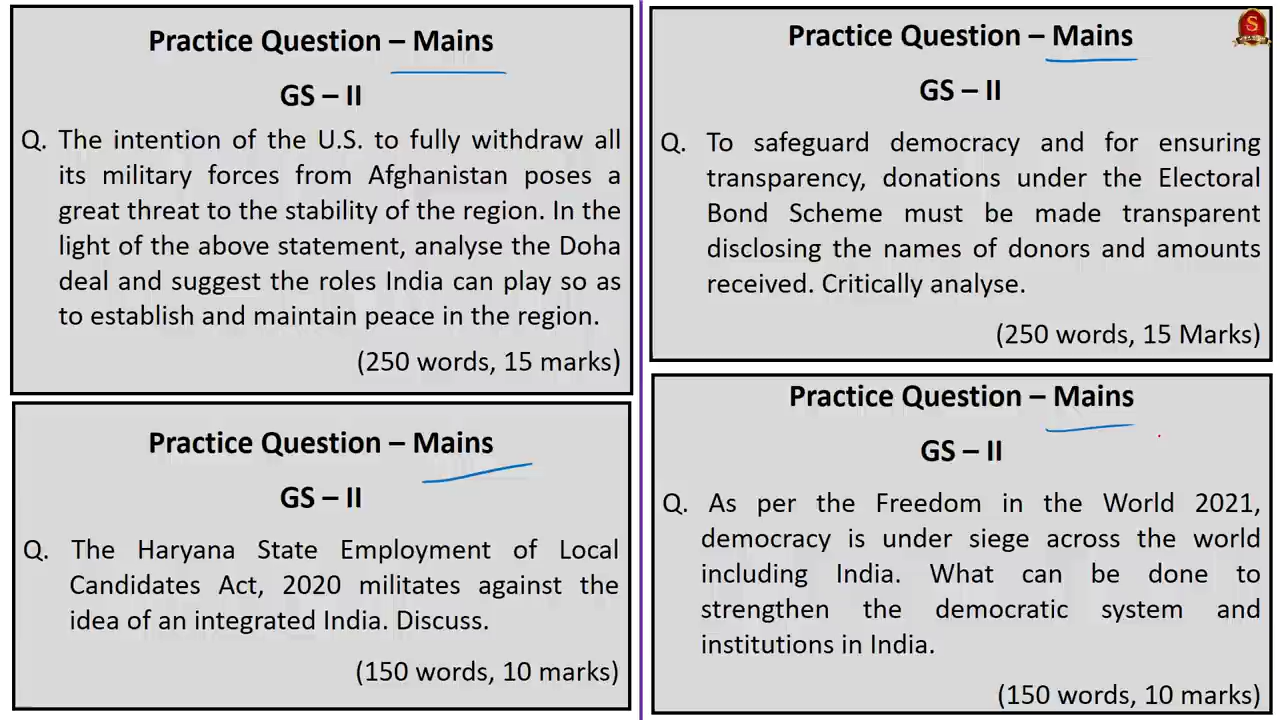 Practice Question – Mains
GS – II
Q. The intention of the U.S. to fully withdraw all
its military forces from Afghanistan poses a
great threat to the stability of the region. In the
light of the above statement, analyse the Doha
deal and suggest the roles India can play so as
to establish and maintain peace in the region.
(250 words, 15 marks)
Practice Question – Mains
GS – II
Q. The Haryana State Employment of Local
Candidates Act, 2020 militates against the
idea of an integrated India. Discuss.
(150 words, 10 marks)
Practice Question – Mains
GS – II
Q. To safeguard democracy and for ensuring
transparency, donations under the Electoral
Bond Scheme must be made transparent
disclosing the names of donors and amounts
received. Critically analyse.
(250 words, 15 Marks)
Practice Question – Mains
GS – II
Q. As per the Freedom in the World 2021,
democracy is under siege across the world
including India. What can be done to
strengthen the democratic system and
institutions in India.
(150 words, 10 marks)
S